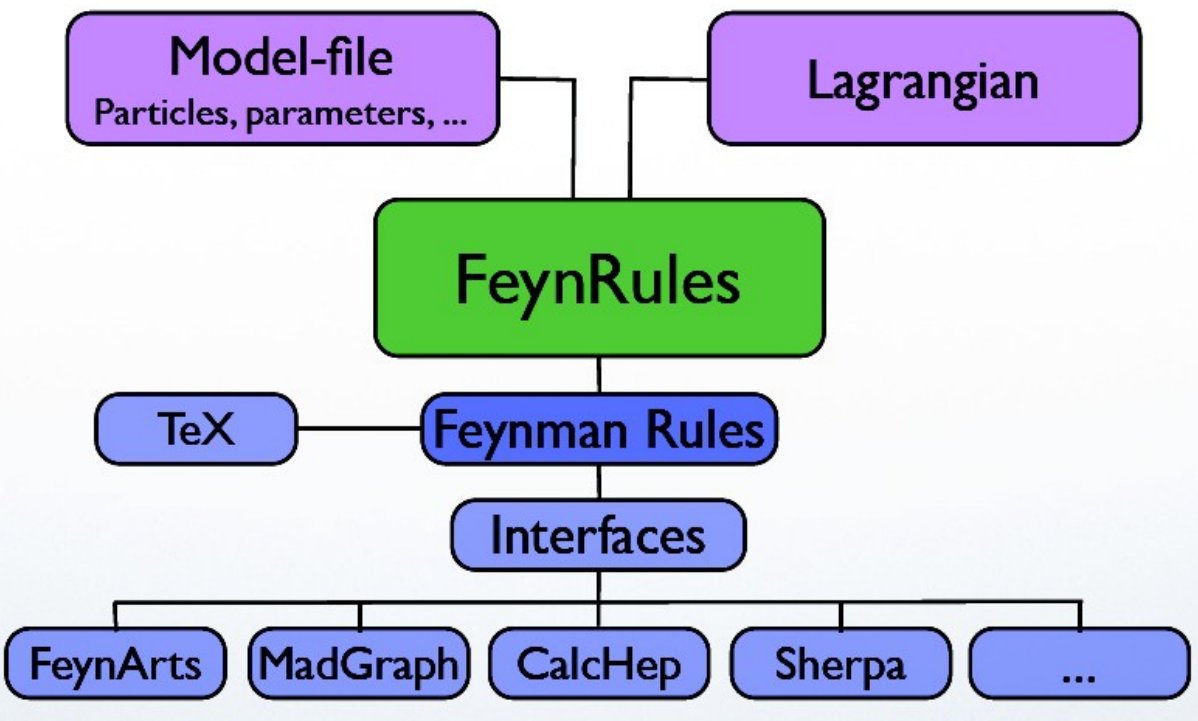 Model-file
Particles, parameters, ...
Lagrangian
FeynRules
TeX
Feynman Rules
Interfaces
FeynArts
MadGraph
CalcHep
Sherpa
...